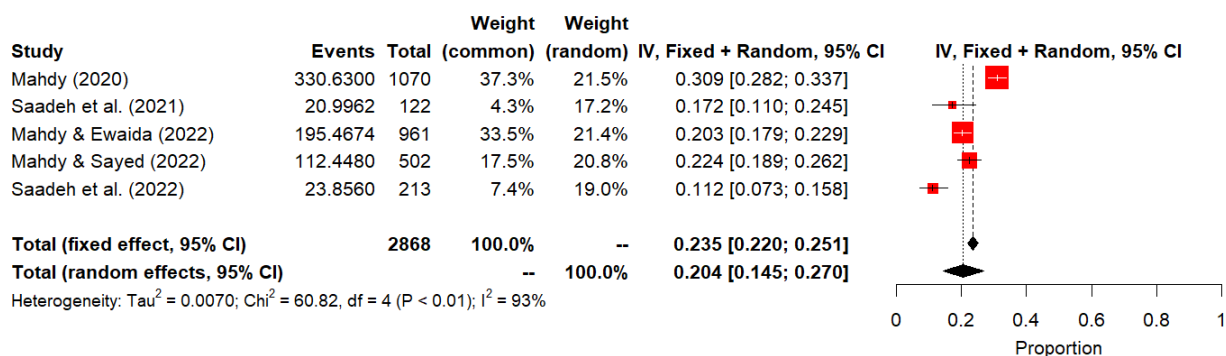 Weight Weight
Study Events Total (common) (random) IV, Fixed + Random, 95% CI IV, Fixed + Random, 95% CI
Mahdy (2020) 330.6300 1070 37.3% 21.5% 0.309 [0.282; 0.337]
Saadeh et al. (2021) 20.9962 122 4.3% 17.2% 0.172 [0.110; 0.245]
Mahdy & Ewaida (2022) 195.4674 961 33.5% 21.4% 0.203 [0.179; 0.229]
Mahdy & Sayed (2022) 112.4480 502 17.5% 20.8% 0.224 [0.189; 0.262]
Saadeh et al. (2022) 23.8560 213 7.4% 19.0% 0.112 [0.073; 0.158]
Total (fixed effect, 95% CI) 2868 100.0% -- 0.235 [0.220; 0.251]
Total (random effects, 95% CI) -- 100.0% 0.204 [0.145; 0.270]
Heterogeneity: Tau² = 0.0070; Chi² = 60.82, df = 4 (P < 0.01); I² = 93%
0 0.2 0.4 0.6 0.8 1
Proportion